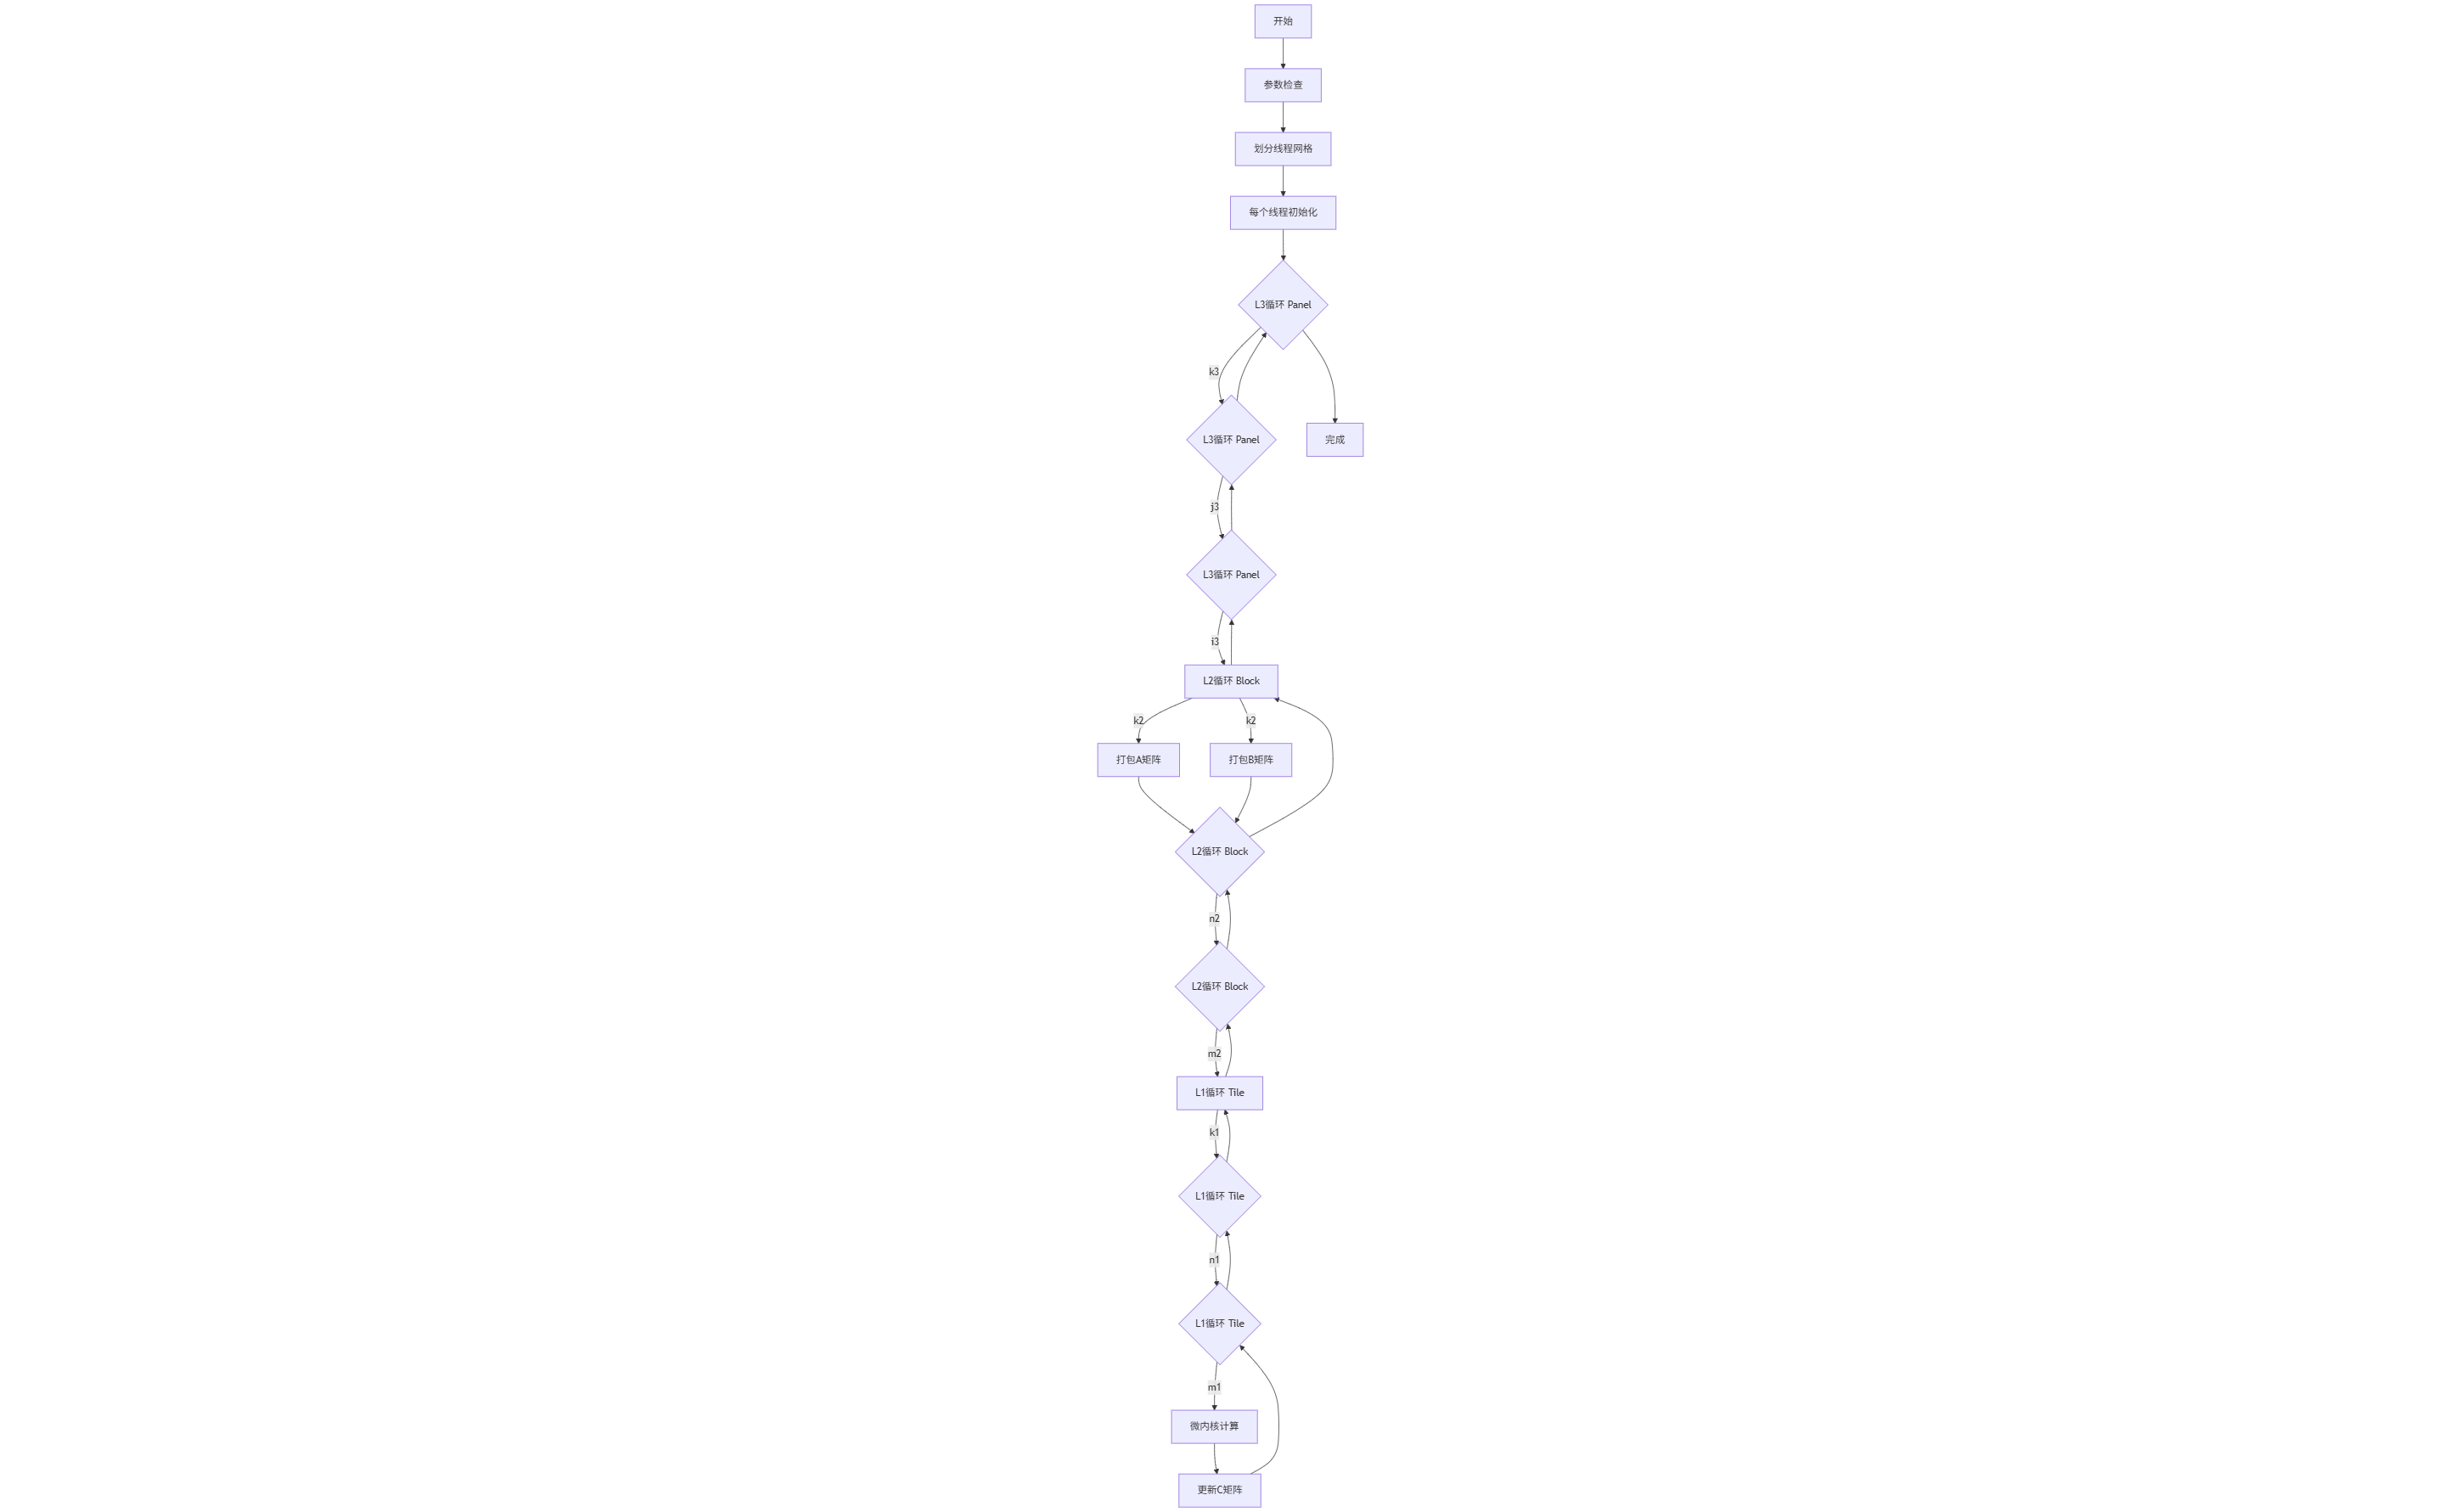 开始
参数检查
划分线程网格
每个线程初始化
L3循环 Panel
k3
L3循环 Panel
完成
j3
L3循环 Panel
i3
L2循环 Block
k2
k2
打包A矩阵
打包B矩阵
L2循环 Block
n2
L2循环 Block
m2
L1循环 Tile
k1
L1循环 Tile
n1
L1循环 Tile
m1
微内核计算
更新C矩阵